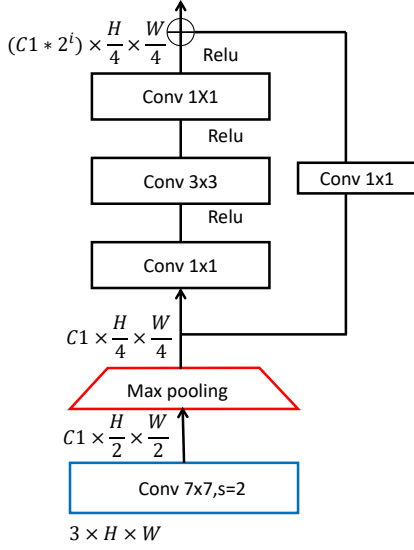 (C1 * 2^i) × H/4 × W/4
Relu
Conv 1X1
Relu
Conv 3x3
Conv 1x1
Relu
Conv 1x1
C1 × H/4 × W/4
Max pooling
C1 × H/2 × W/2
Conv 7x7,s=2
3 × H × W